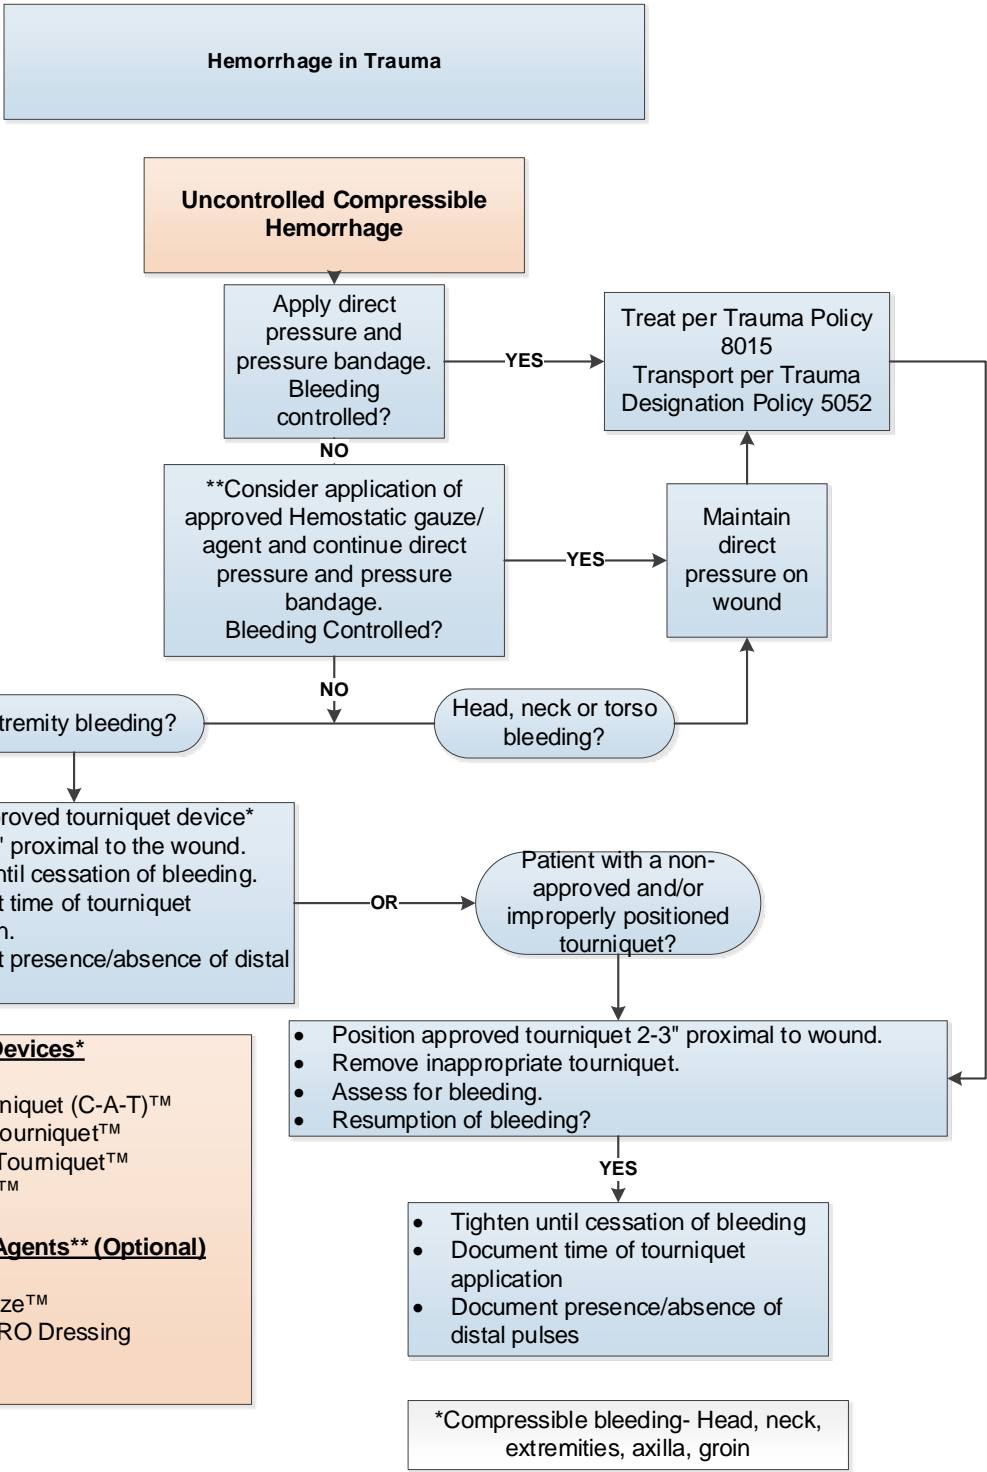 Hemorrhage in Trauma
Uncontrolled Compressible
Hemorrhage
Apply direct
pressure and
pressure bandage.
Bleeding
controlled?
YES
Treat per Trauma Policy
8015
Transport per Trauma
Designation Policy 5052
NO
**Consider application of
approved Hemostatic gauze/
agent and continue direct
pressure and pressure
bandage.
Bleeding Controlled?
YES
Maintain
direct
pressure on
wound
NO
tremity bleeding?
Head, neck or torso
bleeding?
roved tourniquet device*
" proximal to the wound.
ntil cessation of bleeding.
t time of tourniquet
n.
t presence/absence of distal
OR
Patient with a non-
approved and/or
improperly positioned
tourniquet?
• Position approved tourniquet 2-3" proximal to wound.
• Remove inappropriate tourniquet.
• Assess for bleeding.
• Resumption of bleeding?
YES
• Tighten until cessation of bleeding
• Document time of tourniquet
application
• Document presence/absence of
distal pulses
Devices*
niquet (C-A-T)™
ourniquet™
Tourniquet™
™
Agents** (Optional)
ze™
RO Dressing
*Compressible bleeding- Head, neck,
extremities, axilla, groin